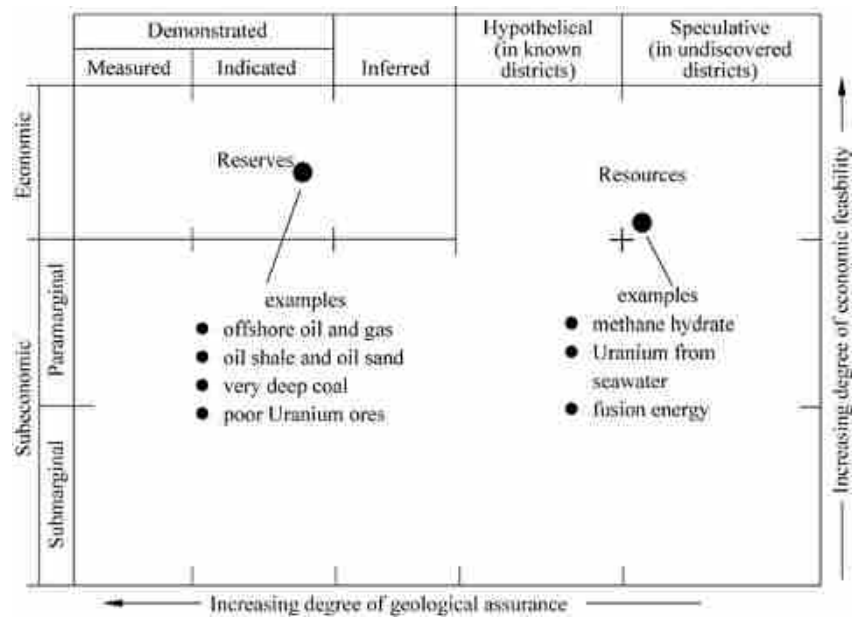 Demonstrated
Measured
Indicated
Inferred
Hypothelical
(in known
districts)
Speculative
(in undiscovered
districts)
Economic
Subeconomic
Paramarginal
Submarginal
Reserves
Resources
examples
offshore oil and gas
oil shale and oil sand
very deep coal
poor Uranium ores
examples
methane hydrate
Uranium from
seawater
fusion energy
Increasing degree of economic feasbility
Increasing degree of geological assurance